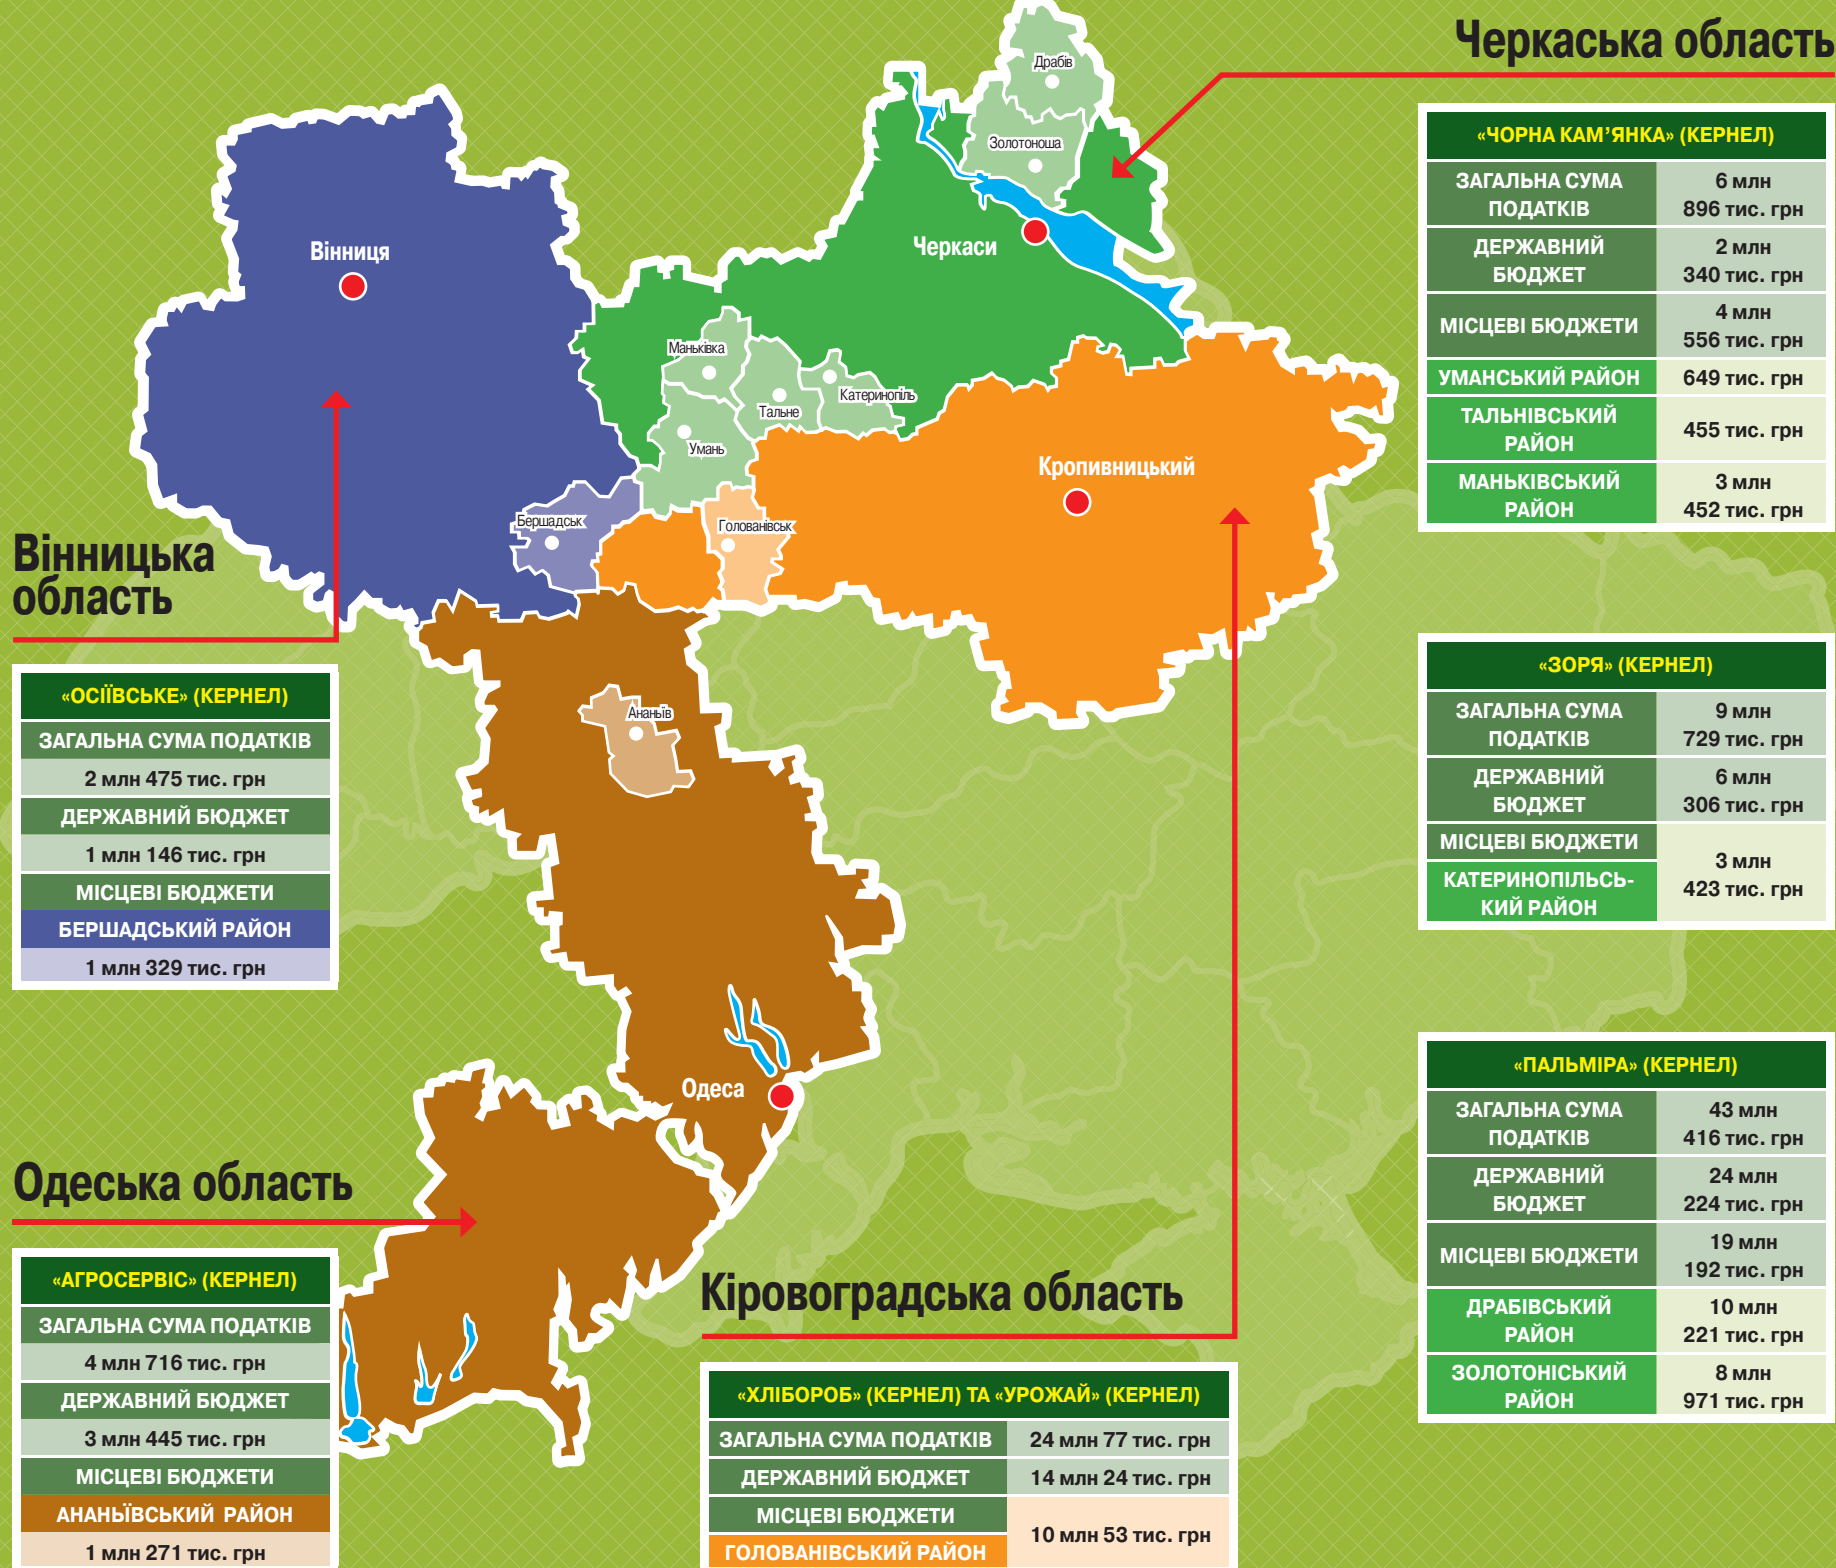 Черкаська область
Драбів
Золотоноша
Черкаси
Вінниця
Маньківка
Тальне
Катеринопіль
Умань
Кропивницький
Бершадськ
Голованівськ
Ананьїв
Одеса
«ЧОРНА КАМ’ЯНКА» (КЕРНЕЛ)
ЗАГАЛЬНА СУМА
ПОДАТКІВ
6 млн
896 тис. грн
ДЕРЖАВНИЙ
БЮДЖЕТ
2 млн
340 тис. грн
МІСЦЕВІ БЮДЖЕТИ
4 млн
556 тис. грн
УМАНСЬКИЙ РАЙОН
649 тис. грн
ТАЛЬНІВСЬКИЙ
РАЙОН
455 тис. грн
МАНЬКІВСЬКИЙ
РАЙОН
3 млн
452 тис. грн
«ЗОРЯ» (КЕРНЕЛ)
ЗАГАЛЬНА СУМА
ПОДАТКІВ
9 млн
729 тис. грн
ДЕРЖАВНИЙ
БЮДЖЕТ
6 млн
306 тис. грн
МІСЦЕВІ БЮДЖЕТИ
КАТЕРИНОПІЛЬСЬ-
КИЙ РАЙОН
3 млн
423 тис. грн
«ПАЛЬМІРА» (КЕРНЕЛ)
ЗАГАЛЬНА СУМА
ПОДАТКІВ
43 млн
416 тис. грн
ДЕРЖАВНИЙ
БЮДЖЕТ
24 млн
224 тис. грн
МІСЦЕВІ БЮДЖЕТИ
19 млн
192 тис. грн
ДРАБІВСЬКИЙ
РАЙОН
10 млн
221 тис. грн
ЗОЛОТОНІСЬКИЙ
РАЙОН
8 млн
971 тис. грн
Вінницька
область
«ОСІЇВСЬКЕ» (КЕРНЕЛ)
ЗАГАЛЬНА СУМА ПОДАТКІВ
2 млн 475 тис. грн
ДЕРЖАВНИЙ БЮДЖЕТ
1 млн 146 тис. грн
МІСЦЕВІ БЮДЖЕТИ
БЕРШАДСЬКИЙ РАЙОН
1 млн 329 тис. грн
Одеська область
«АГРОСЕРВІС» (КЕРНЕЛ)
ЗАГАЛЬНА СУМА ПОДАТКІВ
4 млн 716 тис. грн
ДЕРЖАВНИЙ БЮДЖЕТ
3 млн 445 тис. грн
МІСЦЕВІ БЮДЖЕТИ
АНАНЬЇВСЬКИЙ РАЙОН
1 млн 271 тис. грн
Кіровоградська область
«ХЛІБОРОБ» (КЕРНЕЛ) ТА «УРОЖАЙ» (КЕРНЕЛ)
ЗАГАЛЬНА СУМА ПОДАТКІВ 24 млн 77 тис. грн
ДЕРЖАВНИЙ БЮДЖЕТ 14 млн 24 тис. грн
МІСЦЕВІ БЮДЖЕТИ
ГОЛОВАНІВСЬКИЙ РАЙОН
10 млн 53 тис. грн